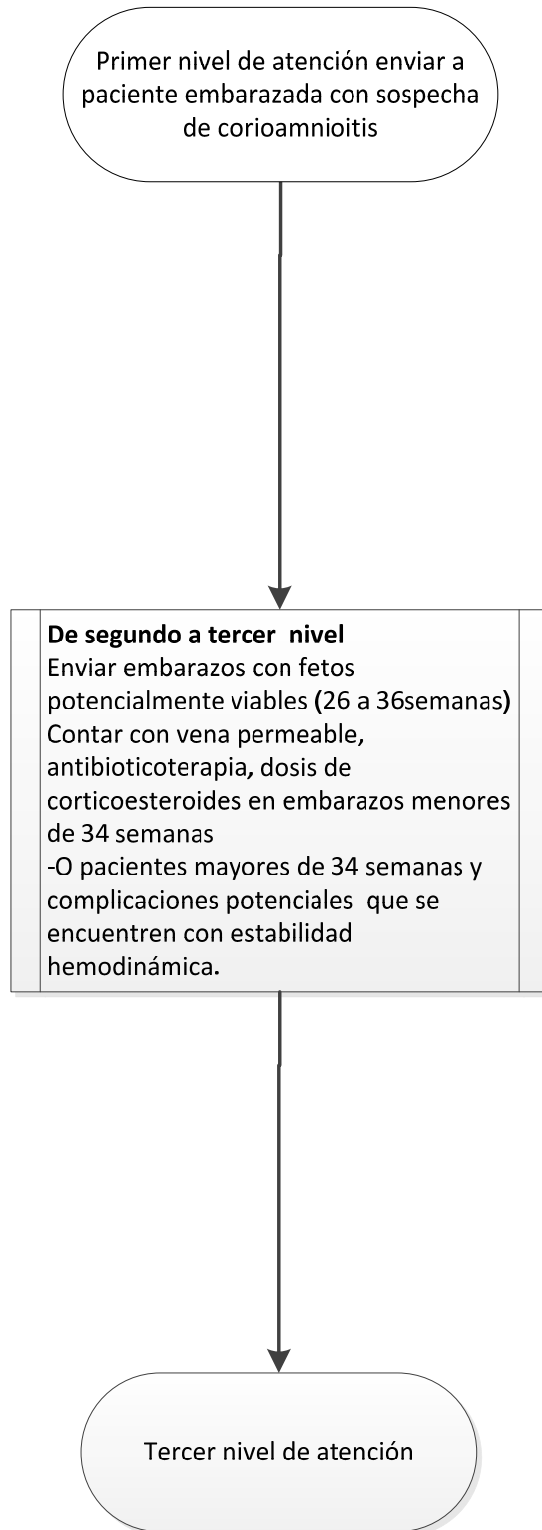 Primer nivel de atención enviar a
paciente embarazada con sospecha
de corioamnioitis
De segundo a tercer  nivel
Enviar embarazos con fetos
potencialmente viables (26 a 36semanas)
Contar con vena permeable,
antibioticoterapia, dosis de
corticoesteroides en embarazos menores
de 34 semanas
-O pacientes mayores de 34 semanas y
complicaciones potenciales  que se
encuentren con estabilidad
hemodinámica.
Tercer nivel de atención